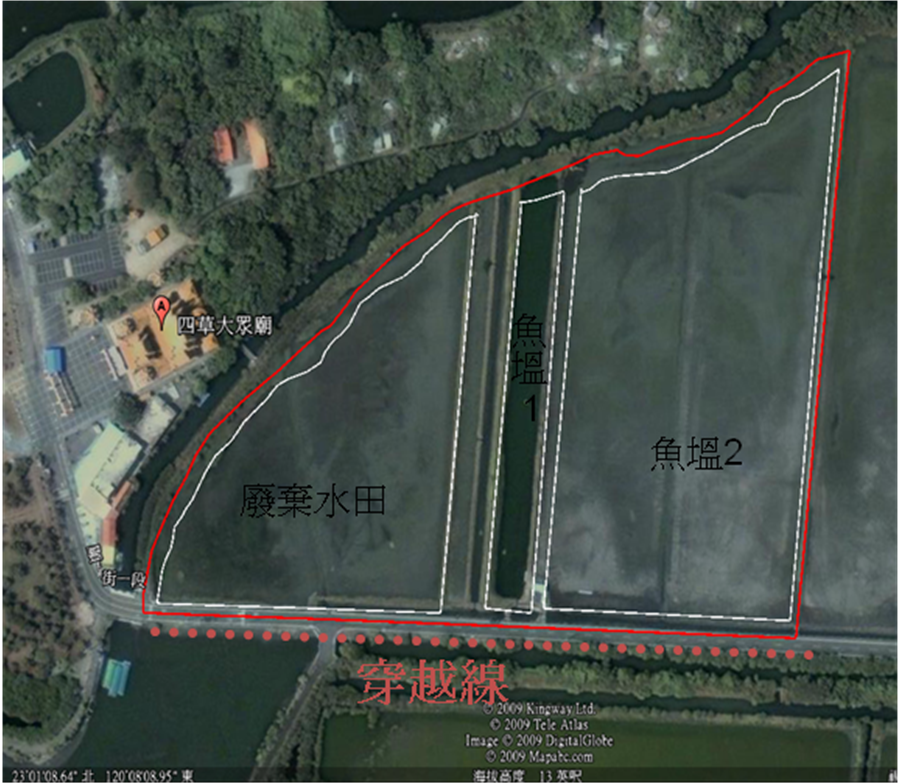 A
四草大眾廟
魚塭1
魚塭2
廢棄水田
街一段
穿越線
© 2009 Kingway Ltd.
© 2009 Tele Atlas
Image © 2009 DigitalGlobe
© 2009 Mapabc.com
23°01'08.64" 北 120°08'08.95" 東
海拔高度 13 英呎